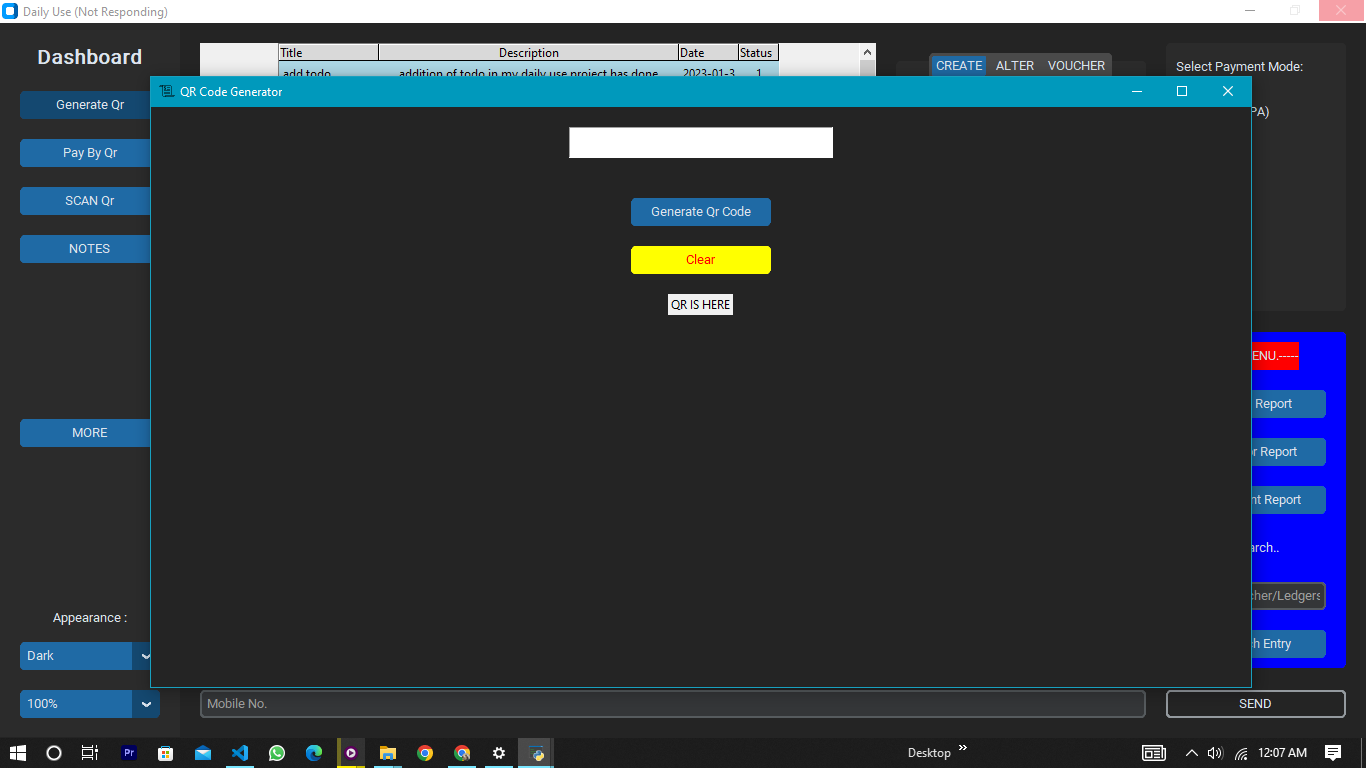 Daily Use (Not Responding)
Dashboard
Generate Qr
Pay By Qr
SCAN Qr
NOTES
MORE
Appearance :
Dark
100%
Title Description Date Status
add todo addition of todo in my daily use project has done 2023-01-3 1
CREATE ALTER VOUCHER
Select Payment Mode:
PA)
QR Code Generator
Generate Qr Code
Clear
QR IS HERE
ENU.-----
Report
or Report
nt Report
arch..
cher/Ledgers
ch Entry
Mobile No.
SEND
Pr
Desktop
12:07 AM